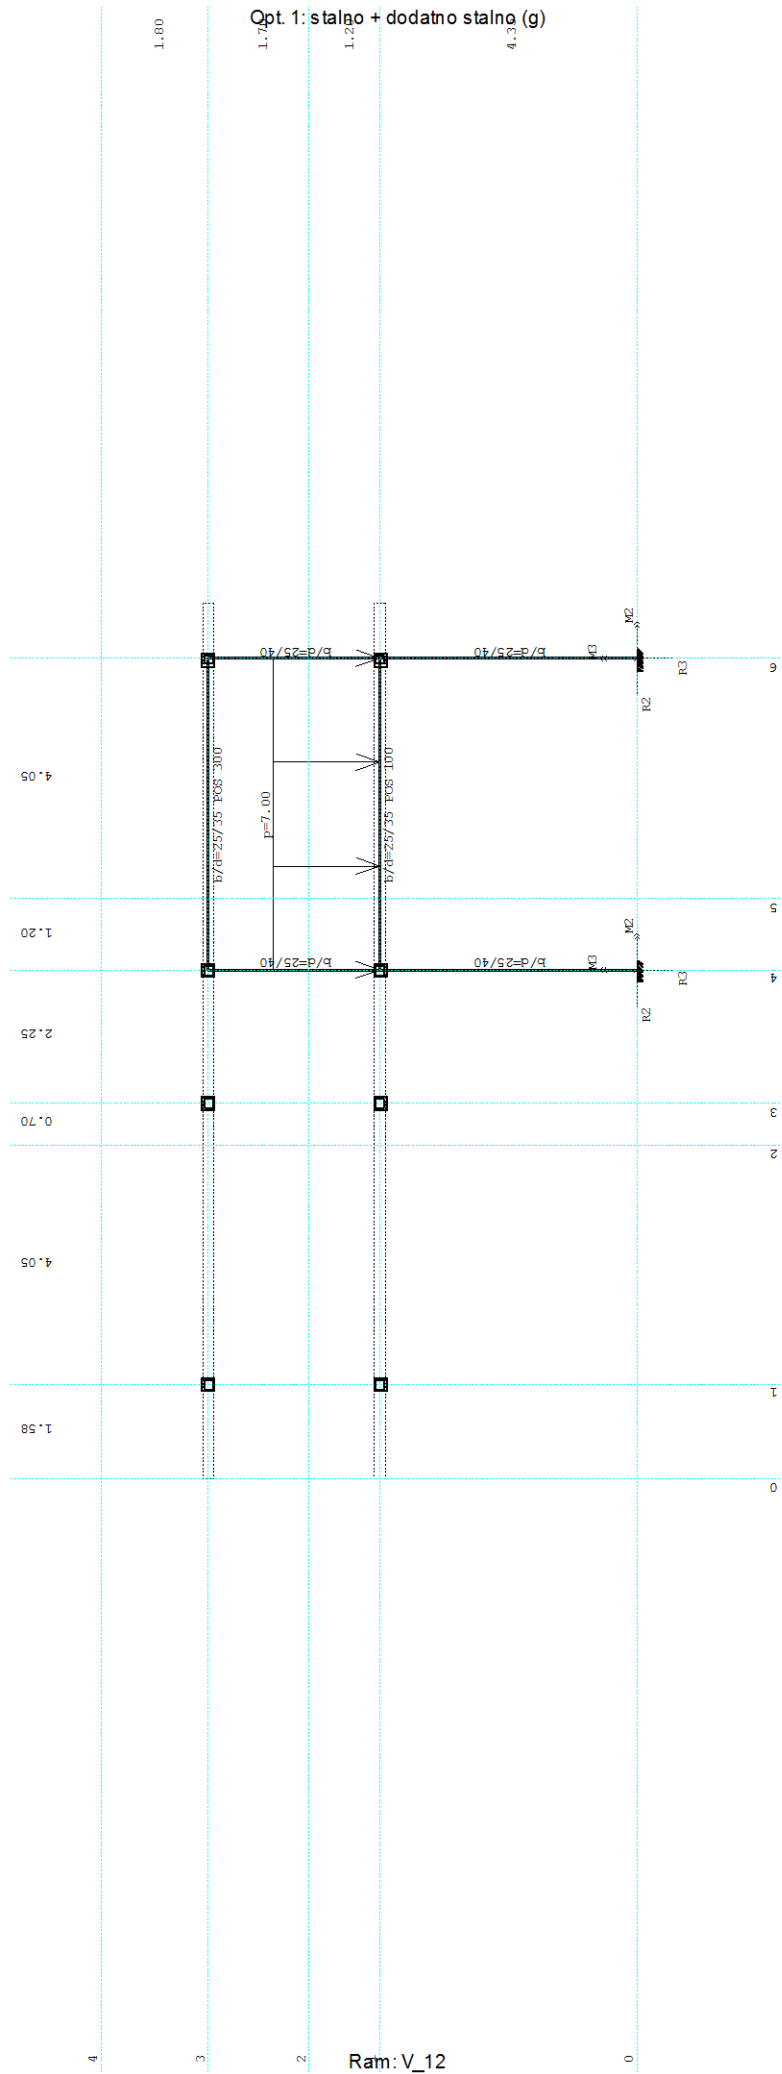 Opt. 1: stalno + dodatno stalno (g)
1.80
4.35
b/d=25/40
b/d=25/40
M3
M2
R3
R2
6
4.05
b/d=25/35 POS 300
p=7.00
b/d=25/35 POS 100
5
1.20
M2
b/d=25/40
b/d=25/40
M3
R3
R2
4
2.25
3
0.70
2
4.05
1
1.58
0
4
3
2
1
0
Ram: V_12